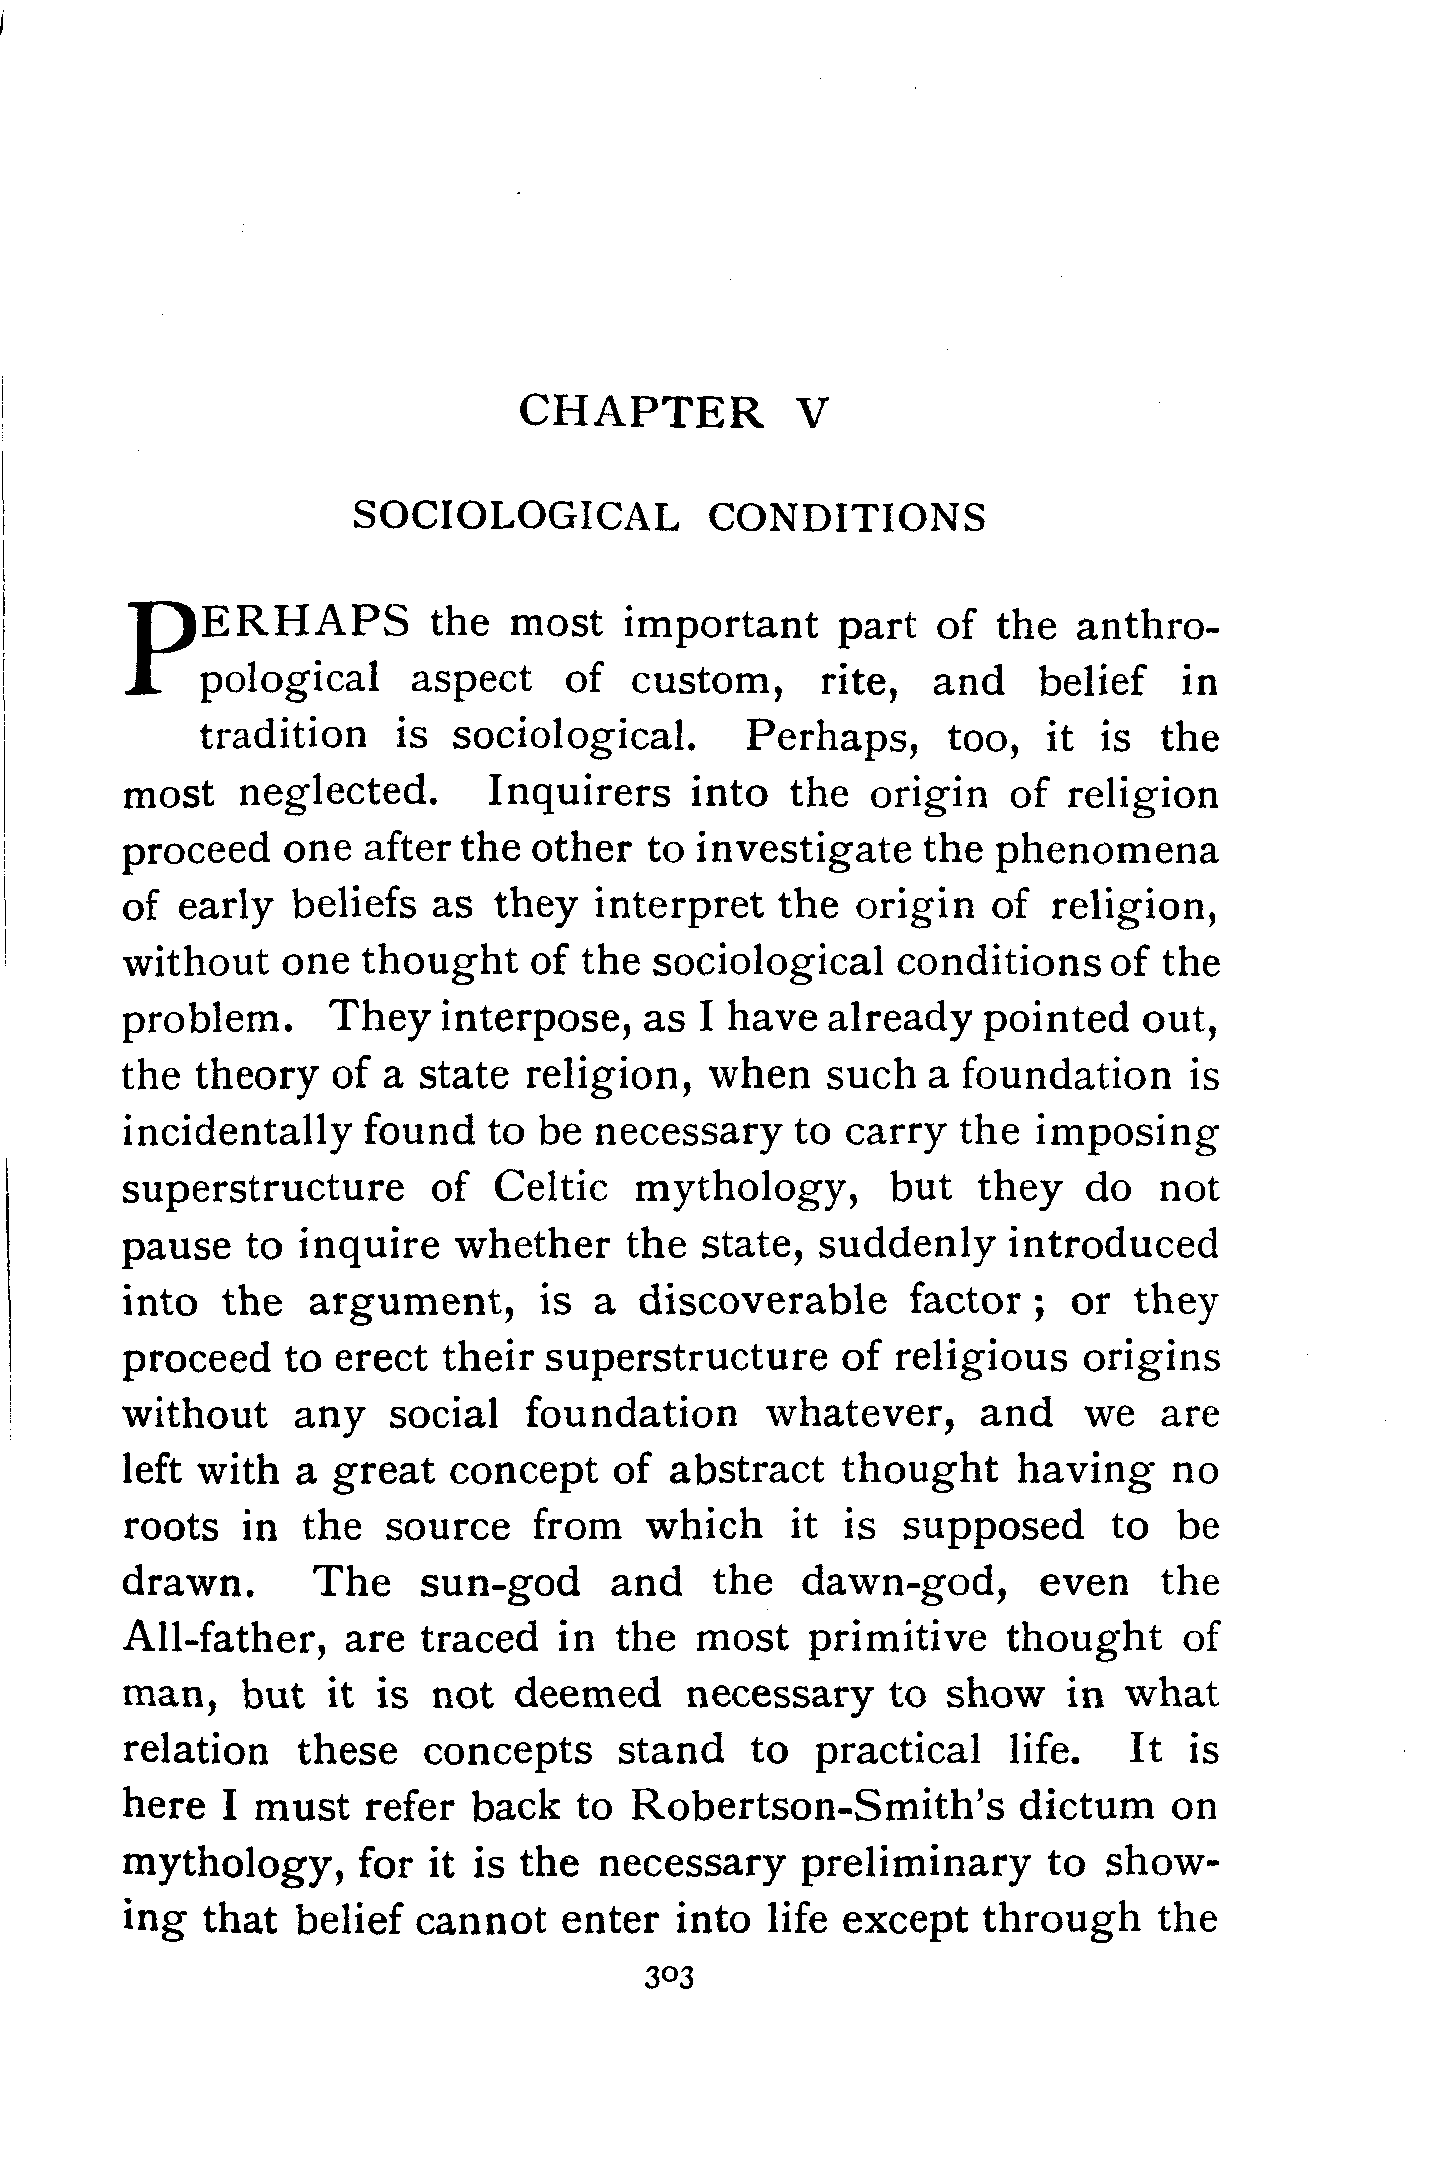 CHAPTER V
SOCIOLOGICAL CONDITIONS
PERHAPS the most important part of the anthro-
pological aspect of custom, rite, and belief in
tradition is sociological. Perhaps, too, it is the
most neglected. Inquirers into the origin of religion
proceed one after the other to investigate the phenomena
of early beliefs as they interpret the origin of religion,
without one thought of the sociological conditions of the
problem. They interpose, as I have already pointed out,
the theory of a state religion, when such a foundation is
incidentally found to be necessary to carry the imposing
superstructure of Celtic mythology, but they do not
pause to inquire whether the state, suddenly introduced
into the argument, is a discoverable factor; or they
proceed to erect their superstructure of religious origins
without any social foundation whatever, and we are
left with a great concept of abstract thought having no
roots in the source from which it is supposed to be
drawn. The sun-god and the dawn-god, even the
All-father, are traced in the most primitive thought of
man, but it is not deemed necessary to show in what
relation these concepts stand to practical life. It is
here I must refer back to Robertson-Smith's dictum on
mythology, for it is the necessary preliminary to show-
ing that belief cannot enter into life except through the
303